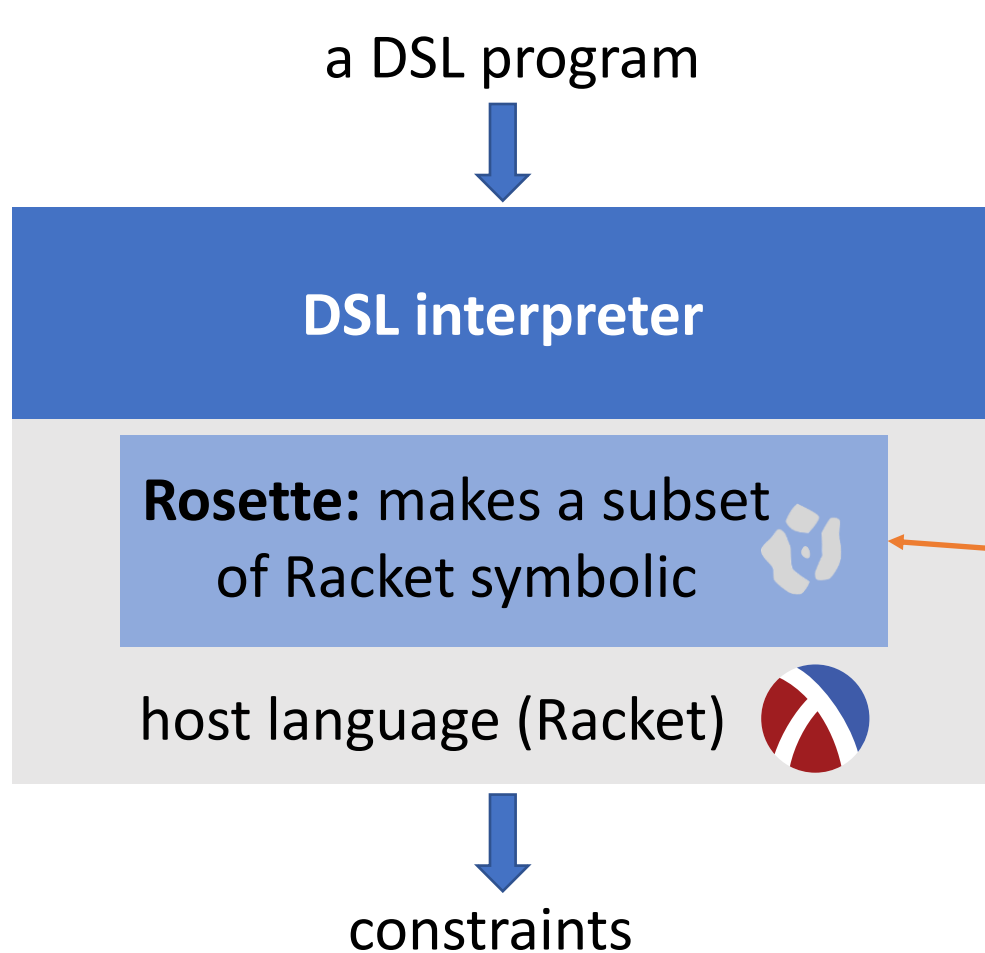 a DSL program
DSL interpreter
Rosette: makes a subset
of Racket symbolic
host language (Racket)
constraints